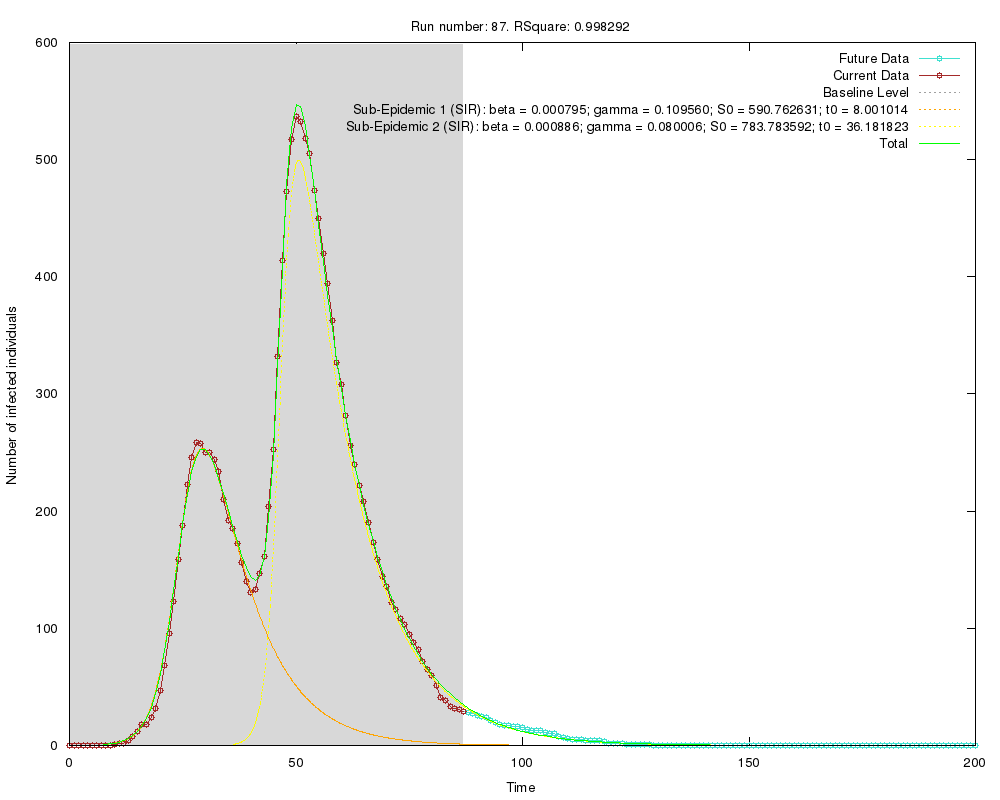 Run number: 87. RSquare: 0.998292
Future Data
Current Data
Baseline Level
Sub-Epidemic 1 (SIR): beta = 0.000795; gamma = 0.109560; S0 = 590.762631; t0 = 8.001014
Sub-Epidemic 2 (SIR): beta = 0.000886; gamma = 0.080006; S0 = 783.783592; t0 = 36.181823
Total
600
500
400
300
200
100
0
Number of infected individuals
0 50 100 150 200
Time